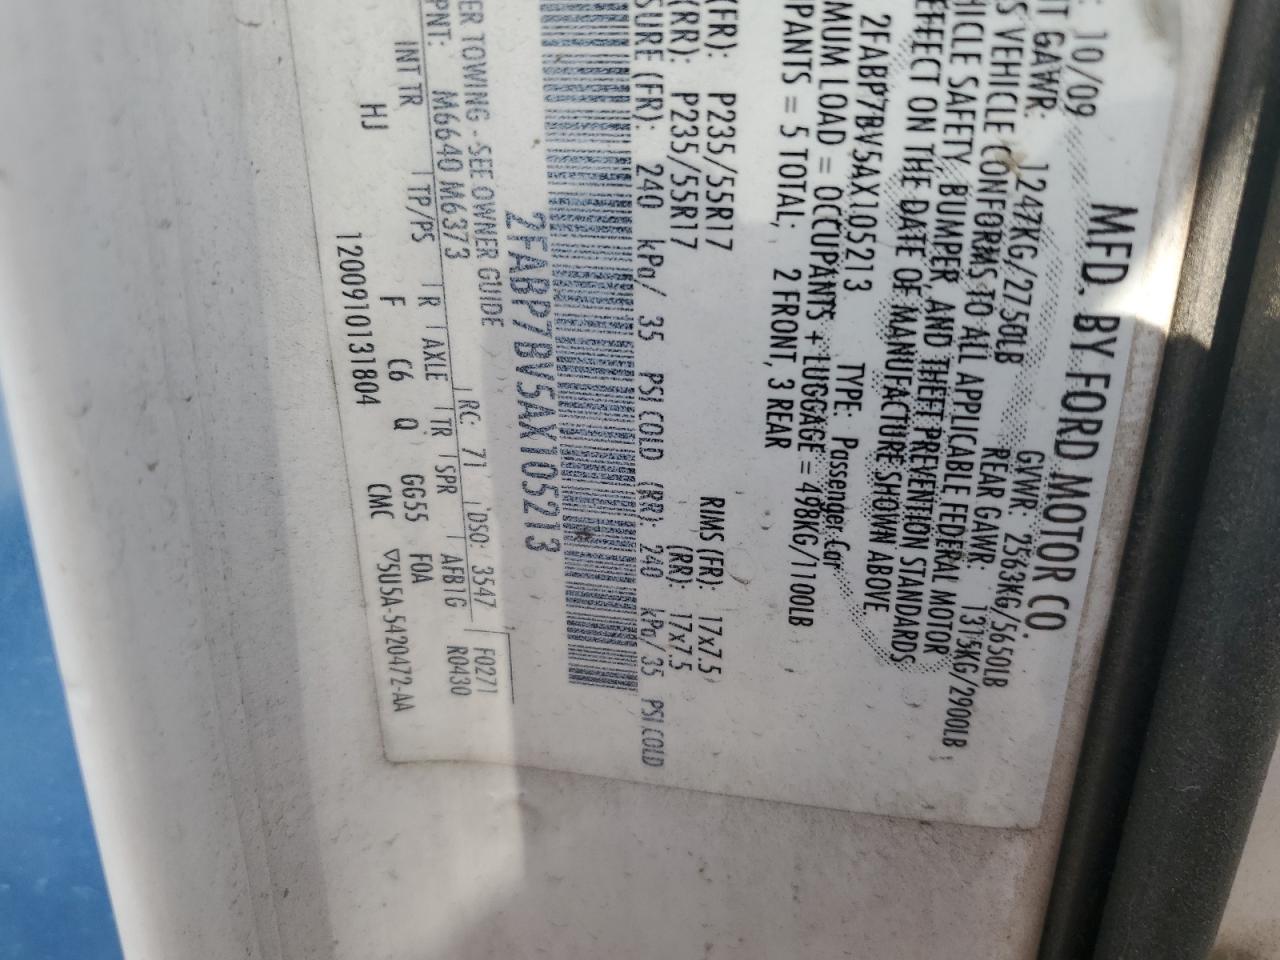 MFD. BY FORD MOTOR CO.
: 10/09 GVWR: 2563KG/5650LB
T GAWR: 1247KG/2750LB REAR GAWR: 1315KG/2900LB
S VEHICLE CONFORMS TO ALL APPLICABLE FEDERAL MOTOR
HICLE SAFETY, BUMPER, AND THEFT PREVENTION STANDARDS
EFFECT ON THE DATE OF MANUFACTURE SHOWN ABOVE.
2FABP7BV5AX105213 TYPE: Passenger Car
MUM LOAD = OCCUPANTS + LUGGAGE = 498KG/1100LB
PANTS = 5 TOTAL; 2 FRONT, 3 REAR
(FR): P235/55R17 RIMS (FR): 17x7.5
(RR): P235/55R17 (RR): 17x7.5
SURE (FR): 240 kPa/ 35 PSI COLD (RR): 240 kPa/35 PSI COLD
2FABP7BV5AX105213
ER TOWING - SEE OWNER GUIDE
F0271
PNT: M6640 M6373 RC: 71 DSO: 3547 R0430
INT TR TP/PS R AXLE TR SPR AFB1G
HJ F C6 Q GG55 F0A
1200910131804 CMC ▽5U5A-5420472-AA